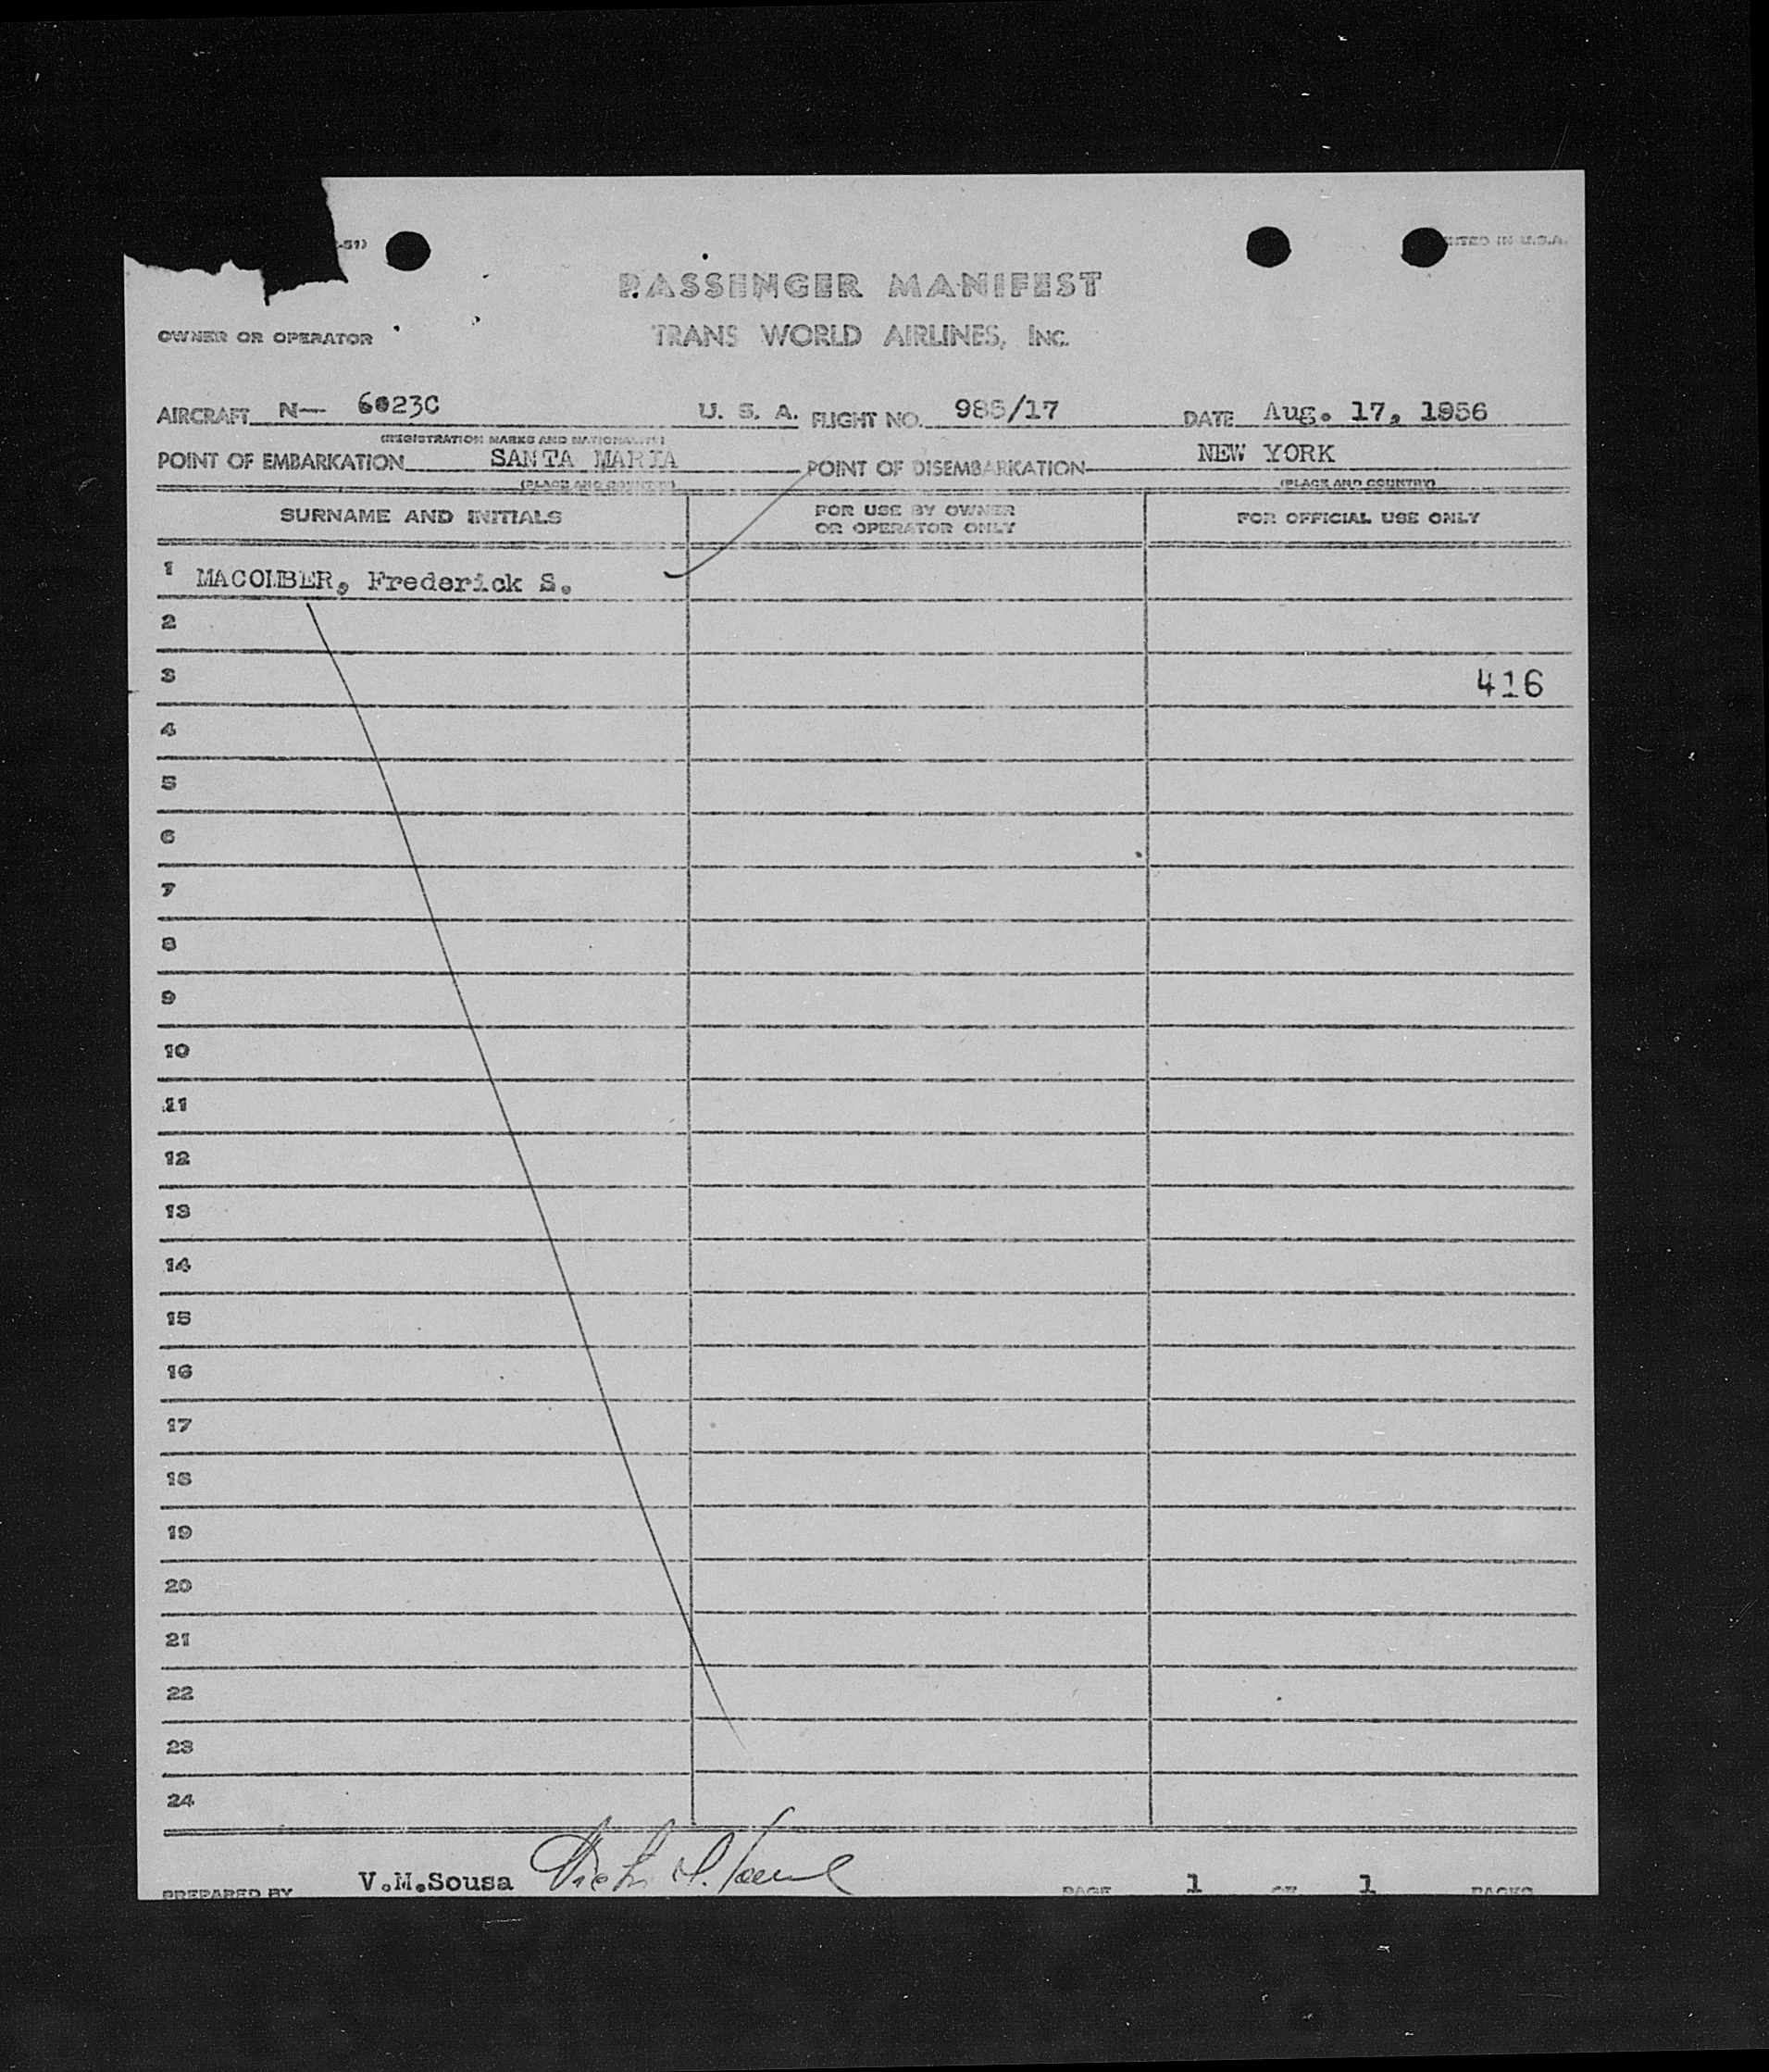 -51)
NTED IN U.S.A.
PASSENGER MANIFEST
OWNER OR OPERATOR TRANS WORLD AIRLINES, INC.
AIRCRAFT N— 6023C U. S. A. FLIGHT NO. 985/17 DATE Aug. 17, 1956
(REGISTRATION MARKS AND NATIONALITY)
POINT OF EMBARKATION SANTA MARIA POINT OF DISEMBARKATION NEW YORK
(PLACE AND COUNTRY) (PLACE AND COUNTRY)
SURNAME AND INITIALS FOR USE BY OWNER OR OPERATOR ONLY FOR OFFICIAL USE ONLY
1 MACOMBER, Frederick S.
2
3 416
4
5
6
7
8
9
10
11
12
13
14
15
16
17
18
19
20
21
22
23
24
PREPARED BY V.M.Sousa PAGE 1 OF 1 PAGES